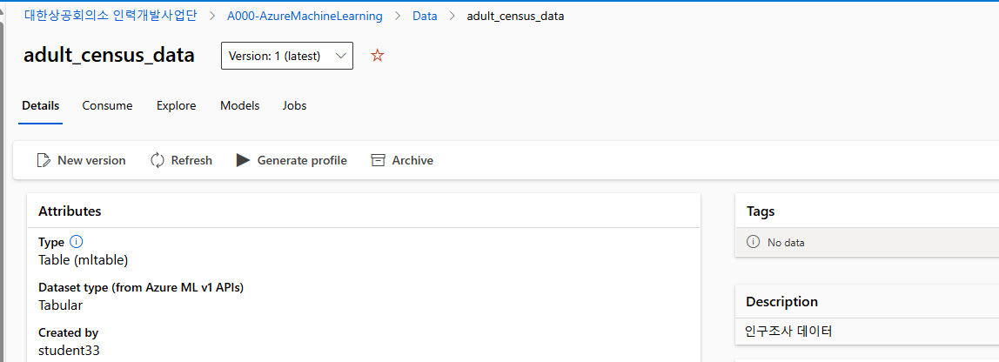 대한상공회의소 인력개발사업단 > A000-AzureMachineLearning > Data > adult_census_data
adult_census_data Version: 1 (latest)
Details Consume Explore Models Jobs
New version Refresh Generate profile Archive
Attributes
Type
Table (mltable)
Dataset type (from Azure ML v1 APIs)
Tabular
Created by
student33
Tags
No data
Description
인구조사 데이터